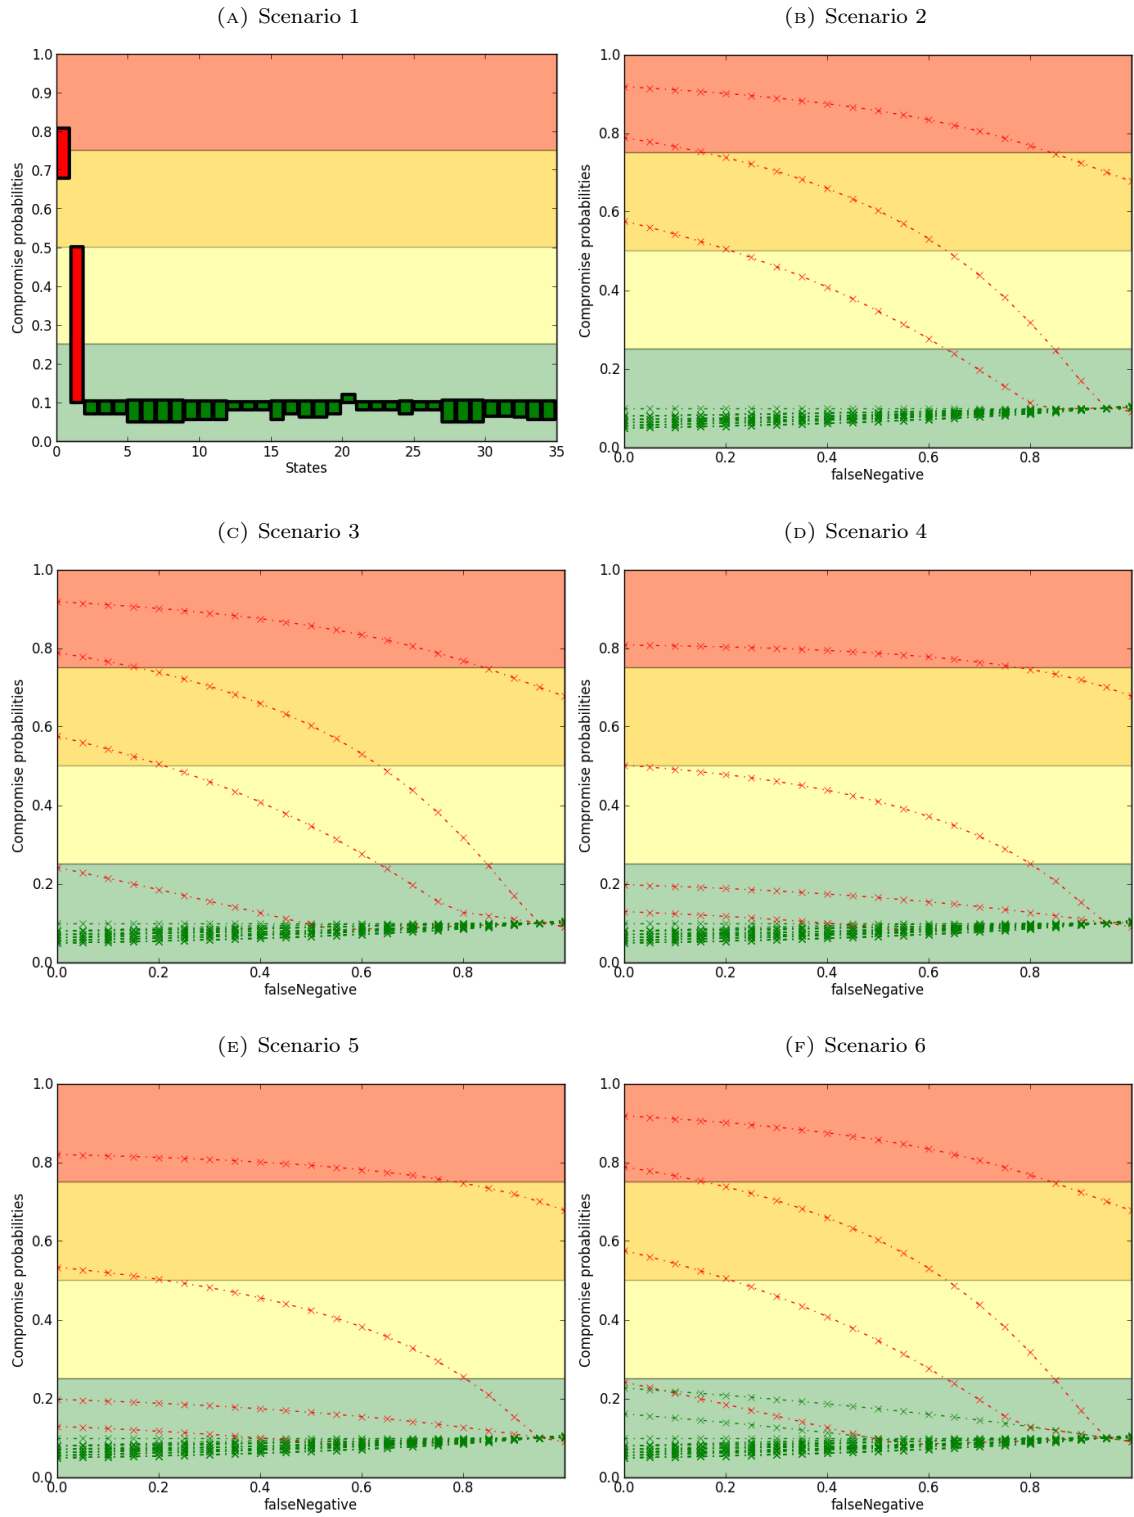 (A) Scenario 1
1.0
0.9
0.8
0.7
0.6
0.5
0.4
0.3
0.2
0.1
0.0
Compromise probabilities
0 5 10 15 20 25 30 35
States
(B) Scenario 2
1.0
0.8
0.6
0.4
0.2
0.0
Compromise probabilities
0.0 0.2 0.4 0.6 0.8
falseNegative
(C) Scenario 3
1.0
0.8
0.6
0.4
0.2
0.0
Compromise probabilities
0.0 0.2 0.4 0.6 0.8
falseNegative
(D) Scenario 4
1.0
0.8
0.6
0.4
0.2
0.0
Compromise probabilities
0.0 0.2 0.4 0.6 0.8
falseNegative
(E) Scenario 5
1.0
0.8
0.6
0.4
0.2
0.0
Compromise probabilities
0.0 0.2 0.4 0.6 0.8
falseNegative
(F) Scenario 6
1.0
0.8
0.6
0.4
0.2
0.0
Compromise probabilities
0.0 0.2 0.4 0.6 0.8
falseNegative